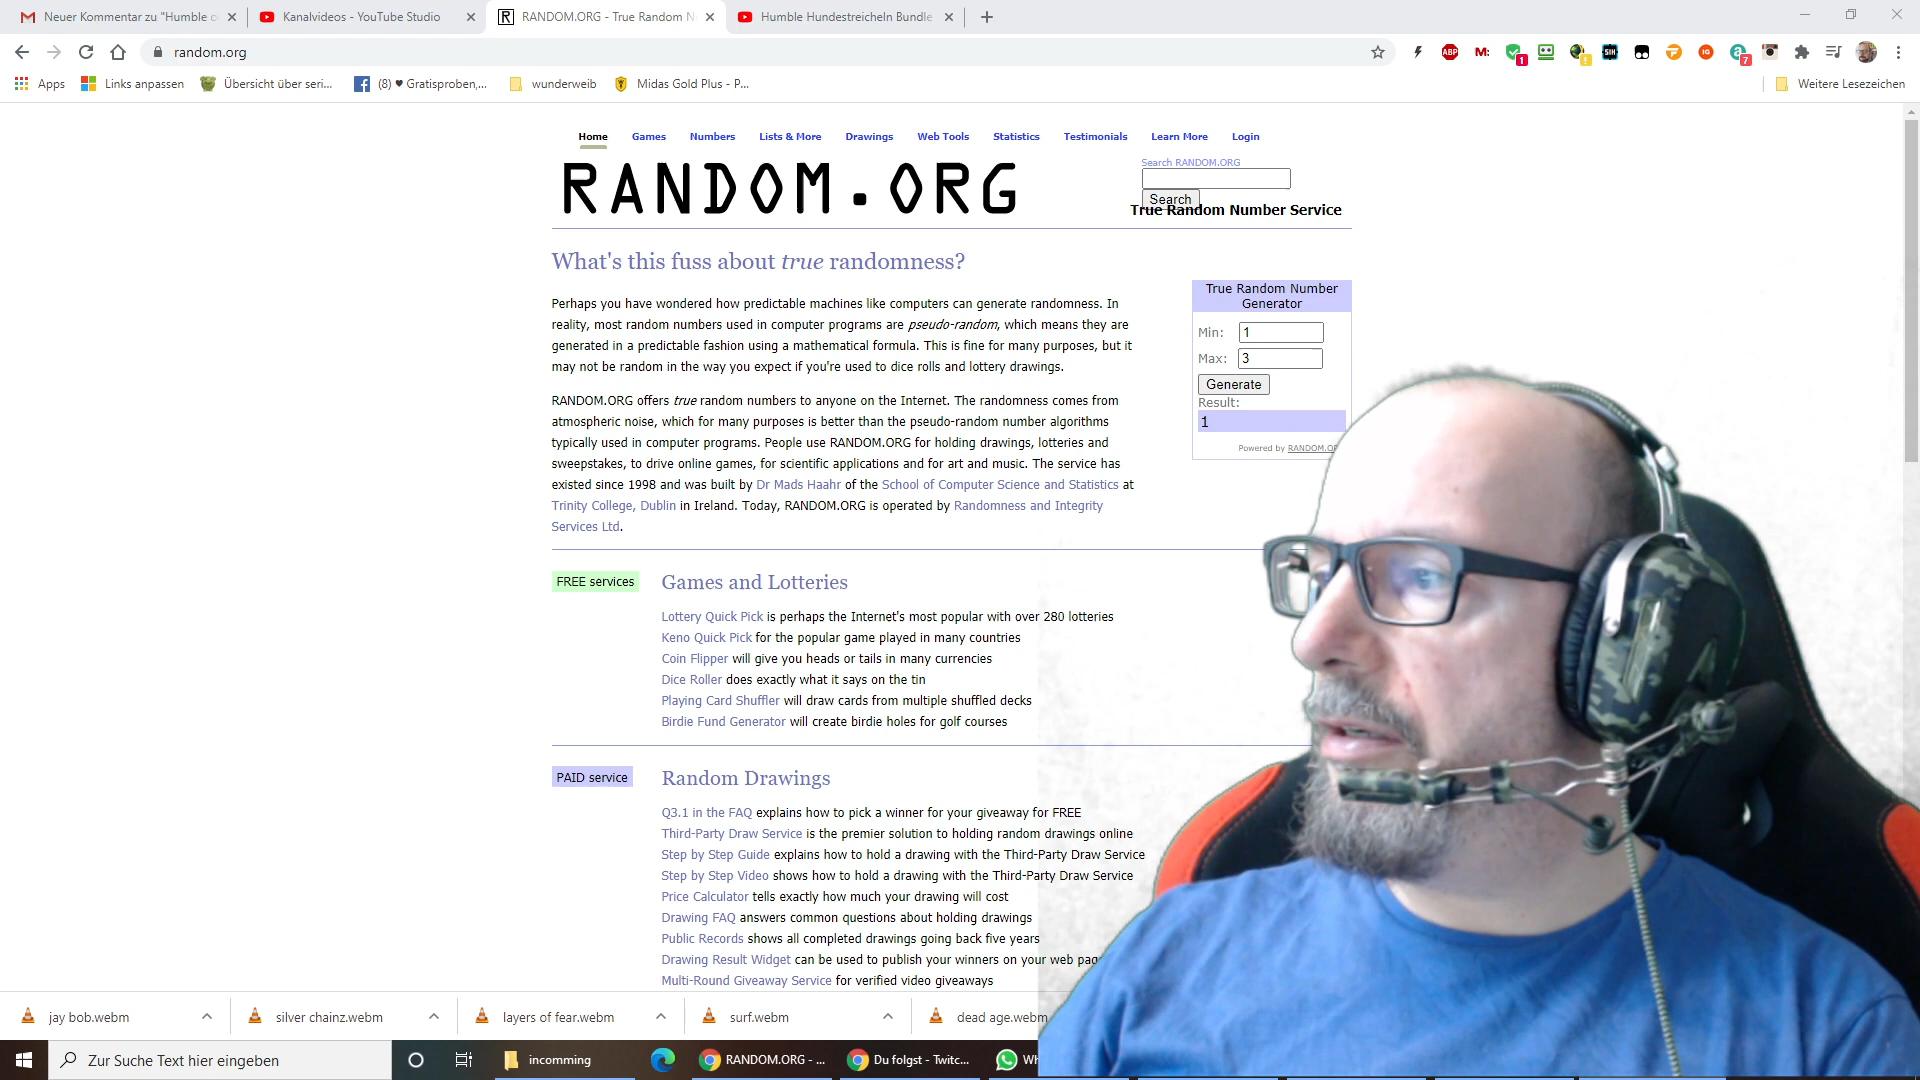 Neuer Kommentar zu "Humble o
Kanalvideos - YouTube Studio
RANDOM.ORG - True Random N
Humble Hundestreicheln Bundle
random.org
Apps
Links anpassen
Übersicht über seri...
(8) ♥ Gratisproben,...
wunderweib
Midas Gold Plus - P...
Weitere Lesezeichen
Home Games Numbers Lists & More Drawings Web Tools Statistics Testimonials Learn More Login
RANDOM.ORG
Search RANDOM.ORG
Search
True Random Number Service
What's this fuss about true randomness?
Perhaps you have wondered how predictable machines like computers can generate randomness. In
reality, most random numbers used in computer programs are pseudo-random, which means they are
generated in a predictable fashion using a mathematical formula. This is fine for many purposes, but it
may not be random in the way you expect if you're used to dice rolls and lottery drawings.
RANDOM.ORG offers true random numbers to anyone on the Internet. The randomness comes from
atmospheric noise, which for many purposes is better than the pseudo-random number algorithms
typically used in computer programs. People use RANDOM.ORG for holding drawings, lotteries and
sweepstakes, to drive online games, for scientific applications and for art and music. The service has
existed since 1998 and was built by Dr Mads Haahr of the School of Computer Science and Statistics at
Trinity College, Dublin in Ireland. Today, RANDOM.ORG is operated by Randomness and Integrity
Services Ltd.
True Random Number
Generator
Min: 1
Max: 3
Generate
Result:
1
Powered by RANDOM.OR
FREE services
Games and Lotteries
Lottery Quick Pick is perhaps the Internet's most popular with over 280 lotteries
Keno Quick Pick for the popular game played in many countries
Coin Flipper will give you heads or tails in many currencies
Dice Roller does exactly what it says on the tin
Playing Card Shuffler will draw cards from multiple shuffled decks
Birdie Fund Generator will create birdie holes for golf courses
PAID service
Random Drawings
Q3.1 in the FAQ explains how to pick a winner for your giveaway for FREE
Third-Party Draw Service is the premier solution to holding random drawings online
Step by Step Guide explains how to hold a drawing with the Third-Party Draw Service
Step by Step Video shows how to hold a drawing with the Third-Party Draw Service
Price Calculator tells exactly how much your drawing will cost
Drawing FAQ answers common questions about holding drawings
Public Records shows all completed drawings going back five years
Drawing Result Widget can be used to publish your winners on your web pag
Multi-Round Giveaway Service for verified video giveaways
jay bob.webm
silver chainz.webm
layers of fear.webm
surf.webm
dead age.webm
Zur Suche Text hier eingeben
incomming
RANDOM.ORG - ...
Du folgst - Twitc...
Wh